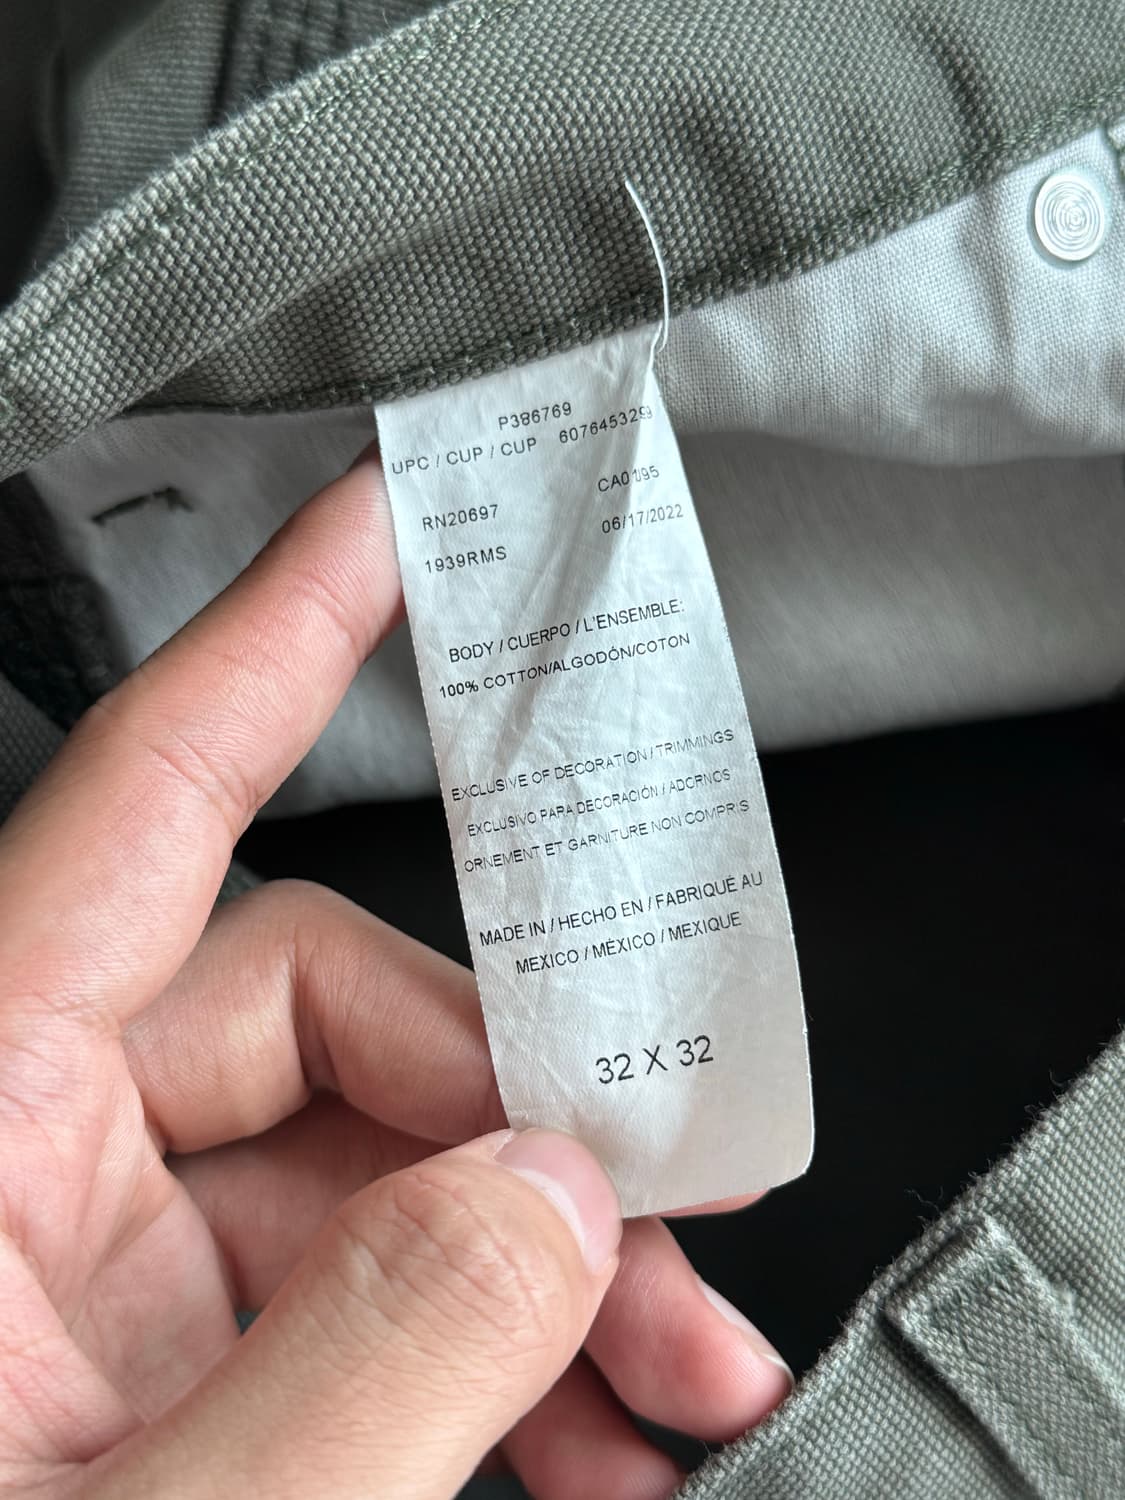 P386769
UPC / CUP / CUP 607645329
RN20697 CA01195
1939RMS 06/17/2022
BODY / CUERPO / L'ENSEMBLE:
100% COTTON/ALGODÓN/COTON
EXCLUSIVE OF DECORATION / TRIMMINGS
EXCLUSIVO PARA DECORACIÓN / ADORNOS
ORNEMENT ET GARNITURE NON COMPRIS
MADE IN / HECHO EN / FABRIQUÉ AU
MEXICO / MÉXICO / MEXIQUE
32 X 32